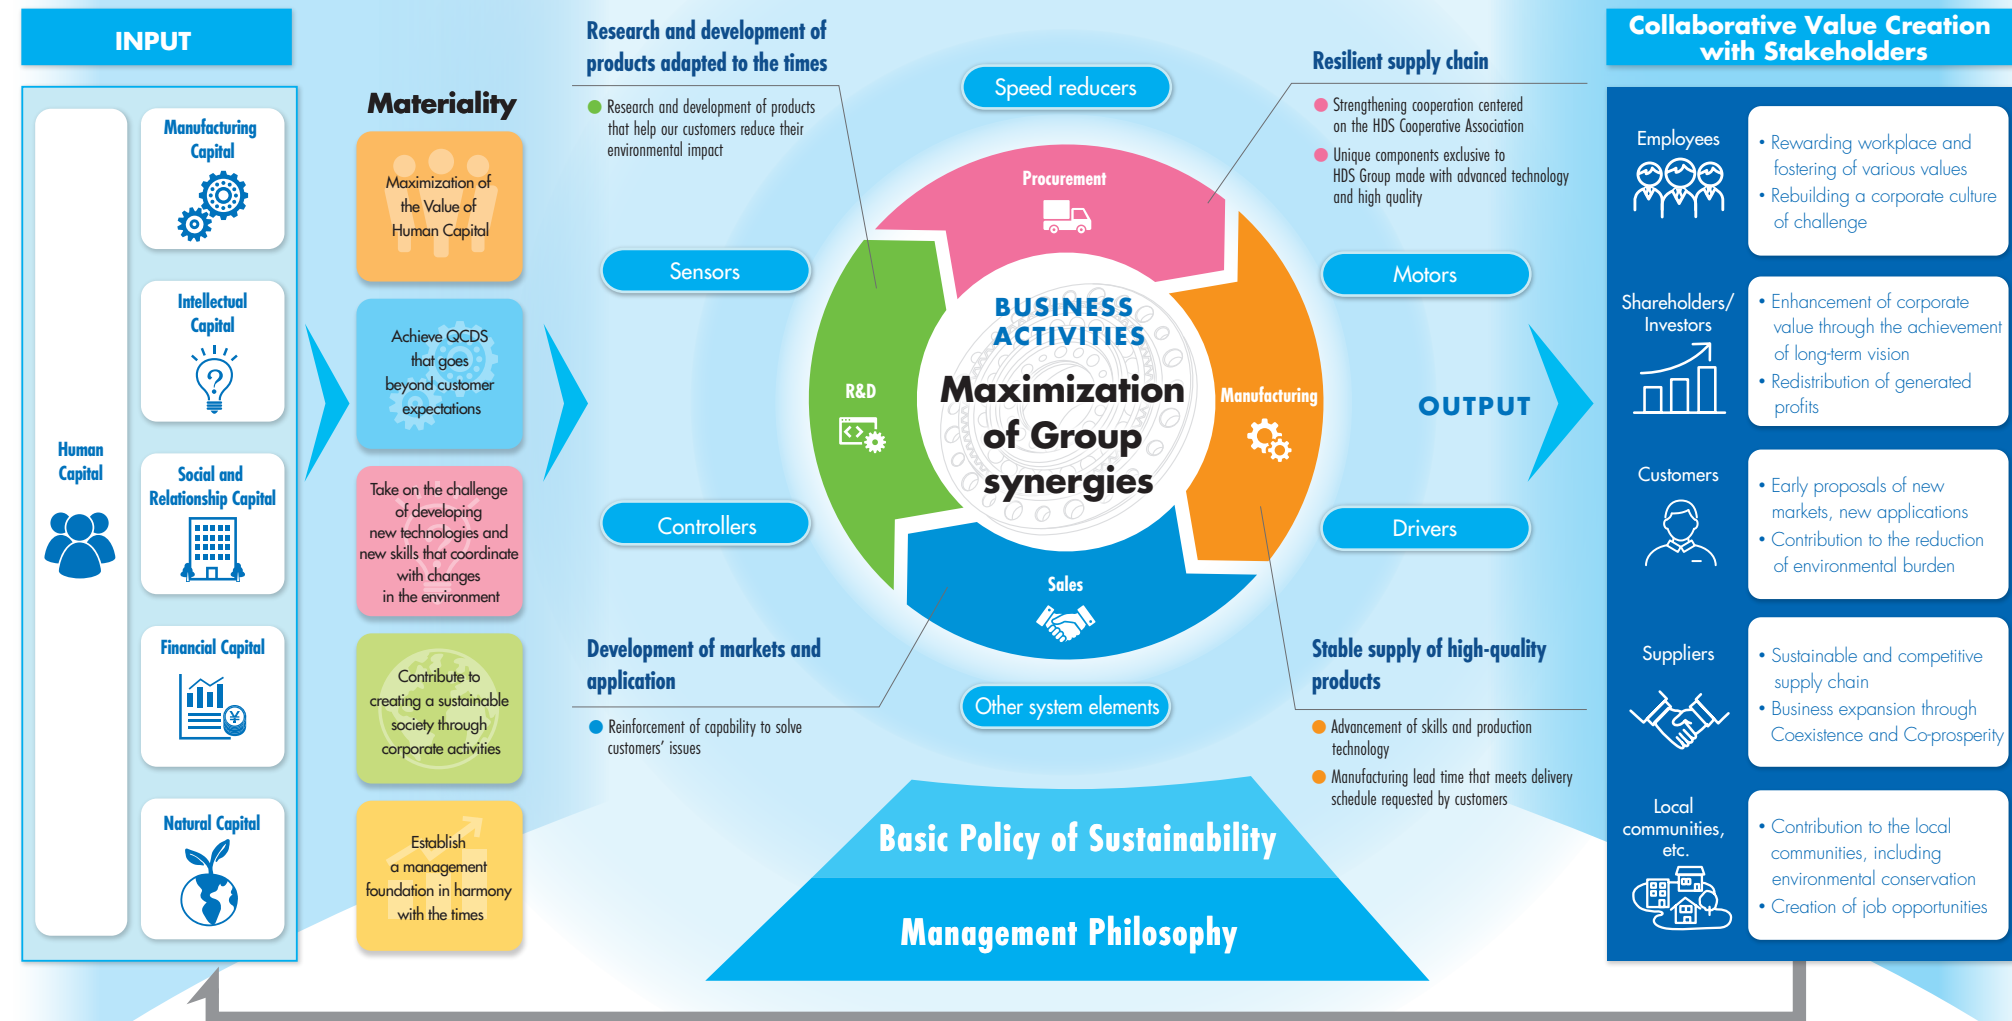 INPUT
Human
Capital
Manufacturing
Capital
Intellectual
Capital
Social and
Relationship Capital
Financial Capital
Natural Capital
Materiality
Maximization of
the Value of
Human Capital
Achieve QCDS
that goes
beyond customer
expectations
Take on the challenge
of developing
new technologies and
new skills that coordinate
with changes
in the environment
Contribute to
creating a sustainable
society through
corporate activities
Establish
a management
foundation in harmony
with the times
Research and development of
products adapted to the times
Research and development of products
that help our customers reduce their
environmental impact
Speed reducers
Resilient supply chain
Strengthening cooperation centered
on the HDS Cooperative Association
Unique components exclusive to
HDS Group made with advanced technology
and high quality
Sensors
Motors
Controllers
Drivers
Other system elements
Procurement
R&D
Manufacturing
Sales
BUSINESS
ACTIVITIES
Maximization
of Group
synergies
¥
Development of markets and
application
Reinforcement of capability to solve
customers' issues
Stable supply of high-quality
products
Advancement of skills and production
technology
Manufacturing lead time that meets delivery
schedule requested by customers
Basic Policy of Sustainability
Management Philosophy
OUTPUT
Collaborative Value Creation
with Stakeholders
Employees
• Rewarding workplace and
fostering of various values
• Rebuilding a corporate culture
of challenge
Shareholders/
Investors
• Enhancement of corporate
value through the achievement
of long-term vision
• Redistribution of generated
profits
Customers
• Early proposals of new
markets, new applications
• Contribution to the reduction
of environmental burden
Suppliers
• Sustainable and competitive
supply chain
• Business expansion through
Coexistence and Co-prosperity
Local
communities,
etc.
• Contribution to the local
communities, including
environmental conservation
• Creation of job opportunities